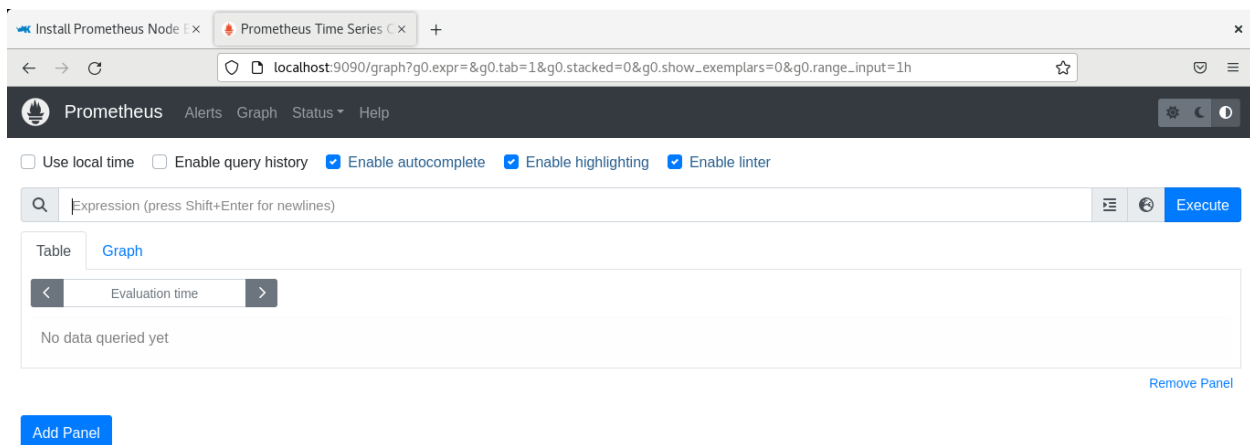 Install Prometheus Node E
Prometheus Time Series C
localhost:9090/graph?g0.expr=&g0.tab=1&g0.stacked=0&g0.show_exemplars=0&g0.range_input=1h
Prometheus Alerts Graph Status Help
Use local time Enable query history Enable autocomplete Enable highlighting Enable linter
Expression (press Shift+Enter for newlines) Execute
Table Graph
Evaluation time
No data queried yet
Remove Panel
Add Panel